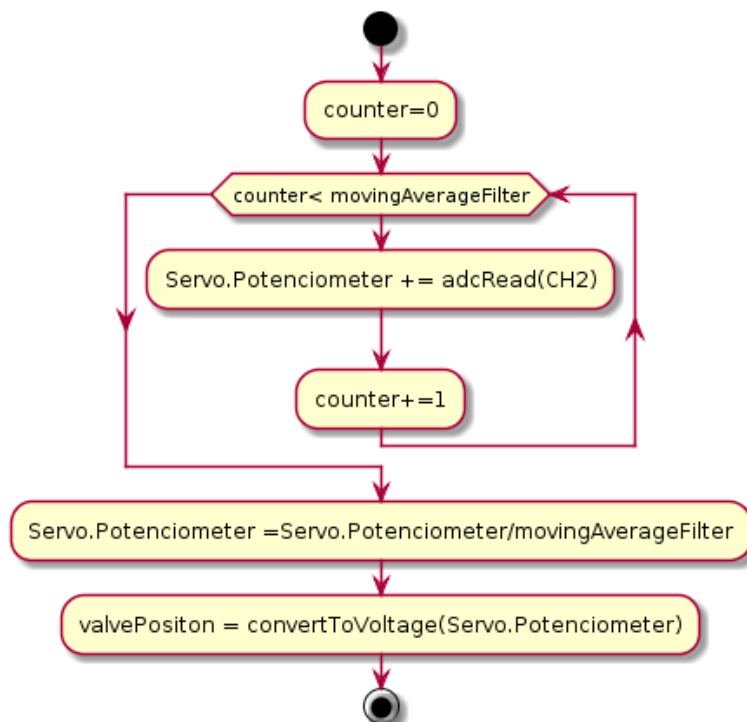 counter=0
counter< movingAverageFilter
Servo.Potenciometer += adcRead(CH2)
counter+=1
Servo.Potenciometer =Servo.Potenciometer/movingAverageFilter
valvePositon = convertToVoltage(Servo.Potenciometer)